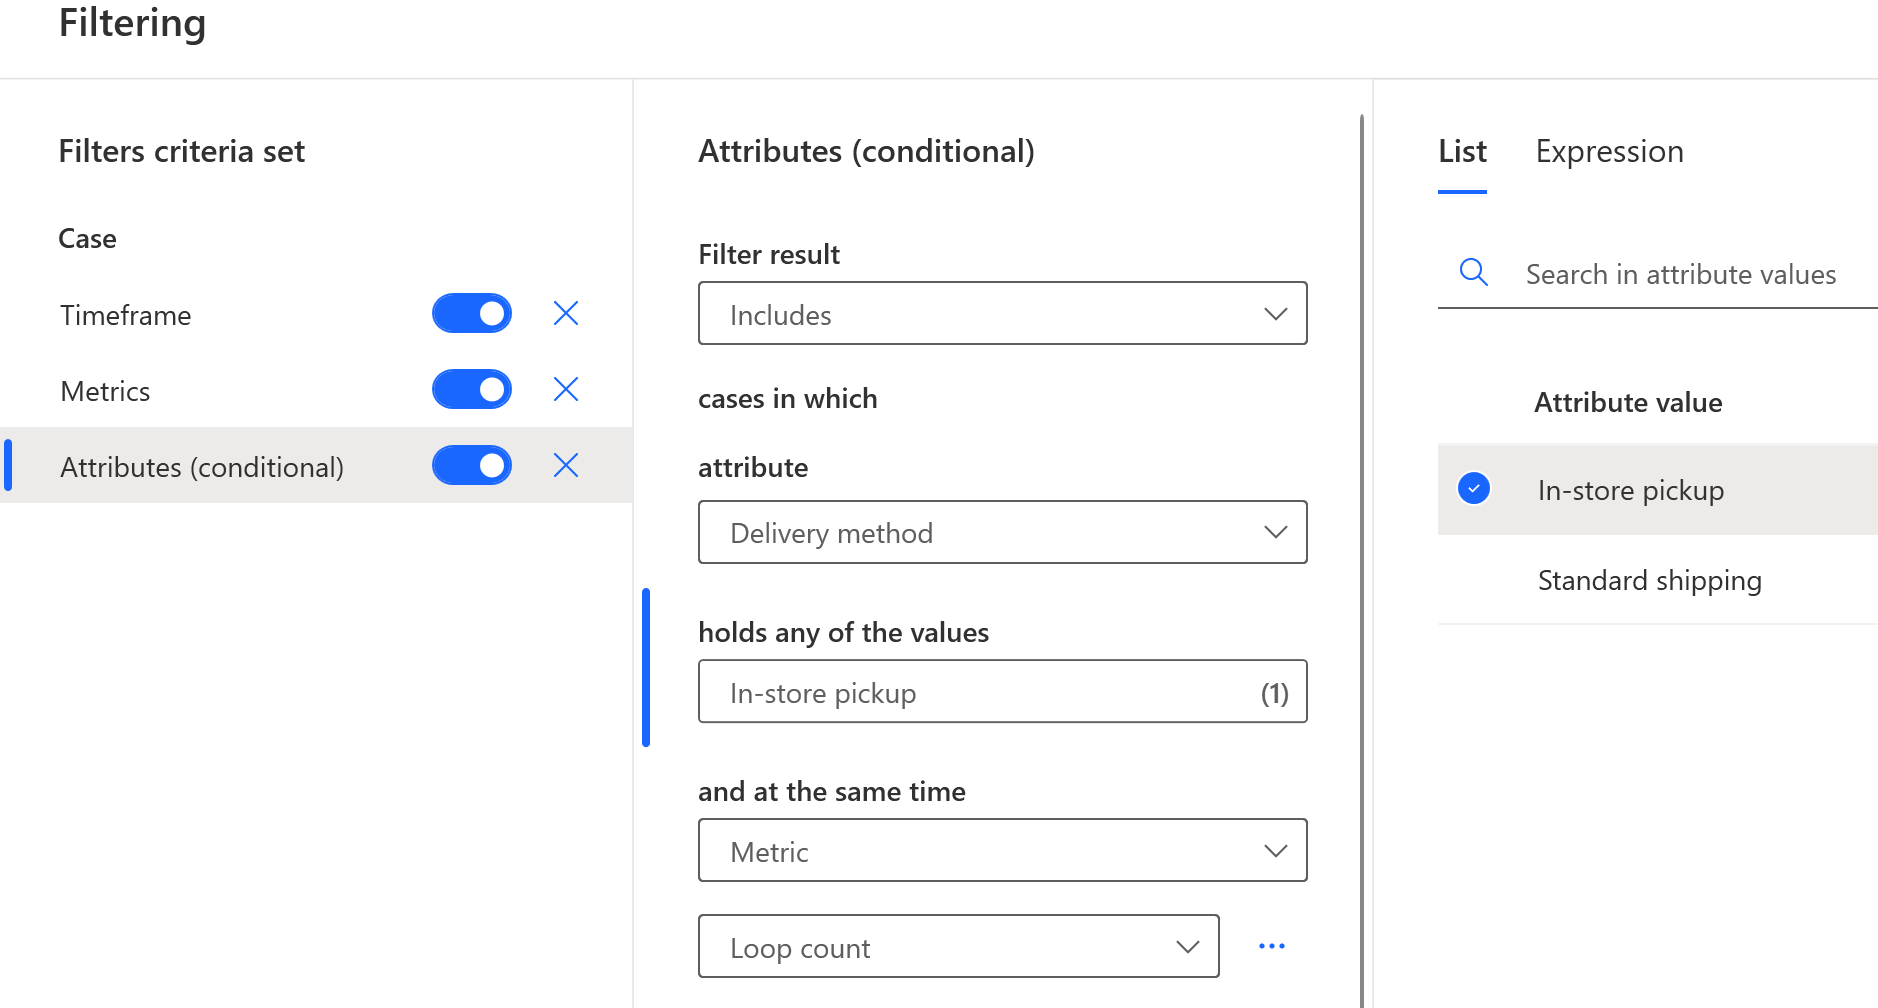 Filtering
Filters criteria set
Case
Timeframe
Metrics
Attributes (conditional)
Attributes (conditional)
Filter result
Includes
cases in which
attribute
Delivery method
holds any of the values
In-store pickup (1)
and at the same time
Metric
Loop count
List Expression
Search in attribute values
Attribute value
In-store pickup
Standard shipping